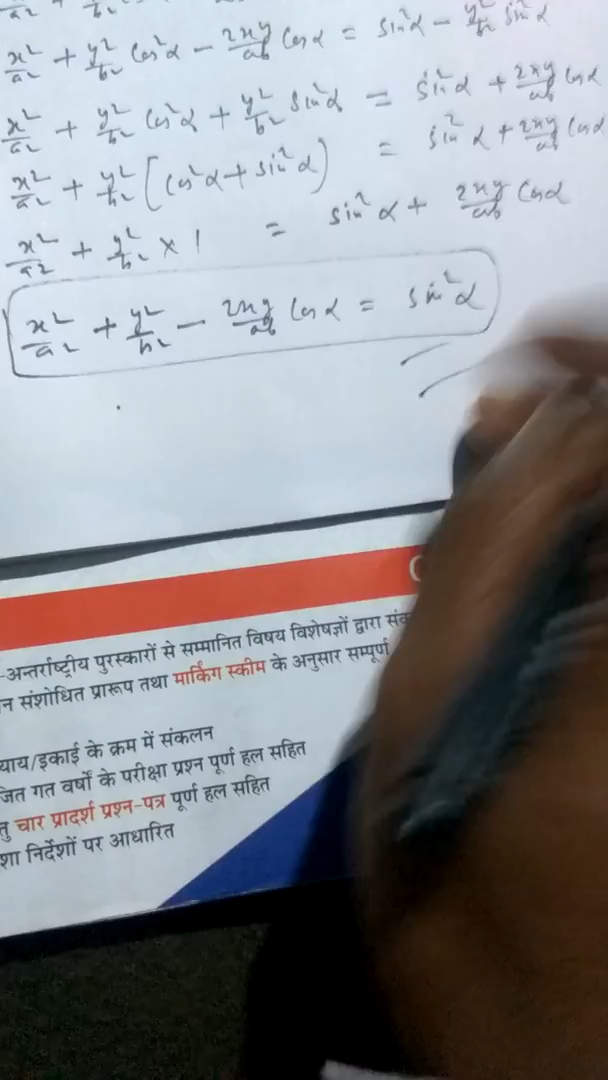 x²/a² + y²/b² cos²α - 2xy/ab cosα = sin²α - y²/b² sin²α
x²/a² + y²/b² cos²α + y²/b² sin²α = sin²α + 2xy/ab cosα
x²/a² + y²/b² [cos²α + sin²α) = sin²α + 2xy/ab cosα
x²/a² + y²/b² × 1 = sin²α + 2xy/ab cosα
x²/a² + y²/b² - 2xy/ab cosα = sin²α
-अन्तर्राष्ट्रीय पुरस्कारों से सम्मानित विषय विशेषज्ञों द्वारा
न संशोधित प्रारूप तथा मार्किंग स्कीम के अनुसार सम्पूर्ण
याय/इकाई के क्रम में संकलन
जित गत वर्षों के परीक्षा प्रश्न पूर्ण हल सहित
तु चार प्रादर्श प्रश्न-पत्र पूर्ण हल सहित
शा निर्देशों पर आधारित